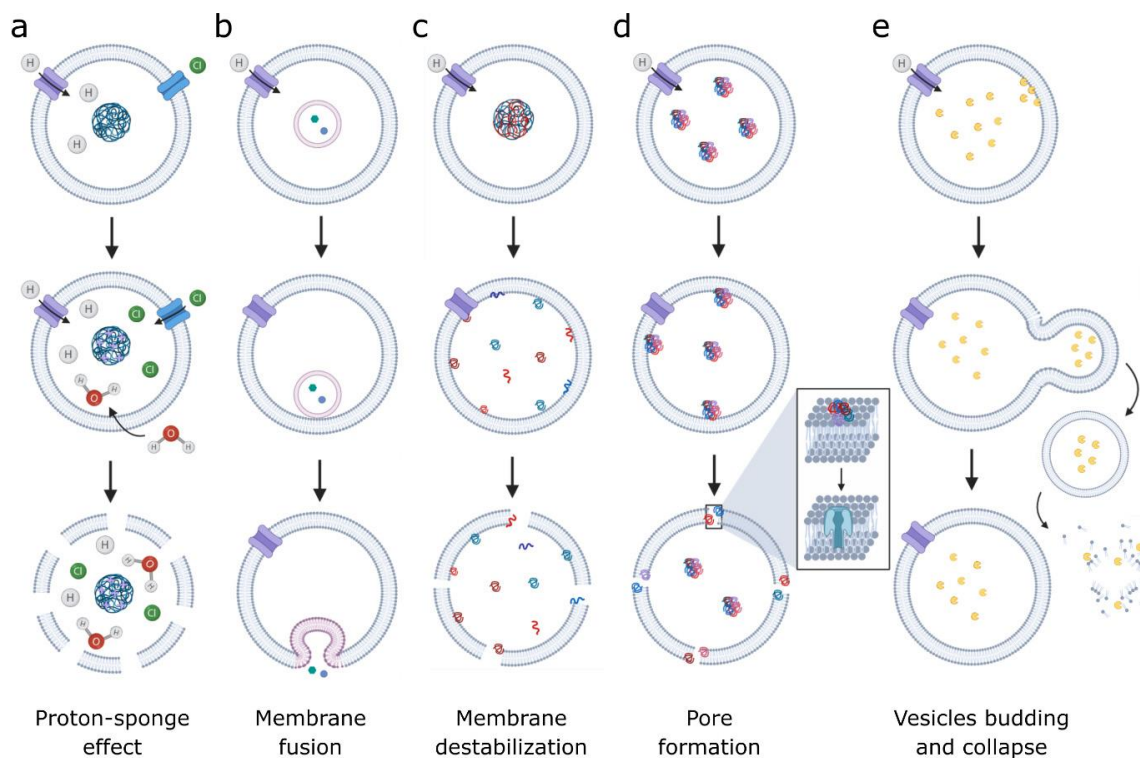 a
b
c
d
e
H
Cl
H
H
H
H
H
H
H
Cl
H
Cl
H
Cl
H
H
O
O
H
H
H
H
O
Cl
H
H
Cl
H
H
O
Proton-sponge
effect
Membrane
fusion
Membrane
destabilization
Pore
formation
Vesicles budding
and collapse